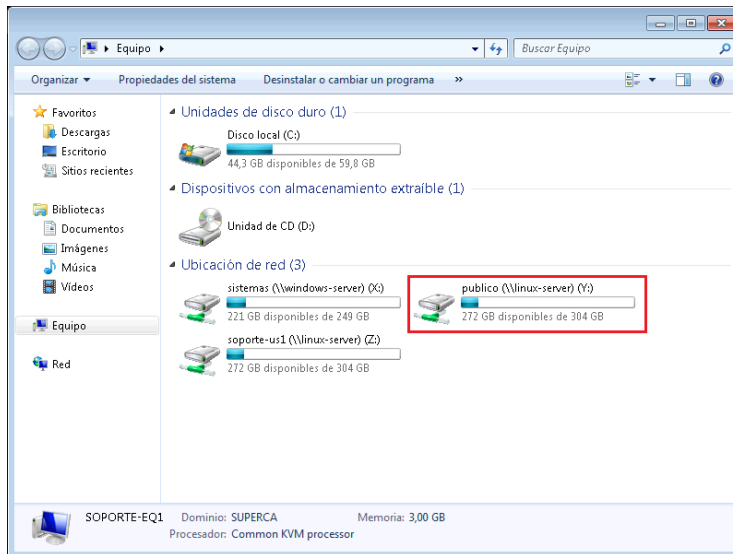 Equipo
Buscar Equipo
Organizar
Propiedades del sistema
Desinstalar o cambiar un programa
»
Favoritos
Descargas
Escritorio
Sitios recientes
Bibliotecas
Documentos
Imágenes
Música
Vídeos
Equipo
Red
Unidades de disco duro (1)
Disco local (C:)
44,3 GB disponibles de 59,8 GB
Dispositivos con almacenamiento extraíble (1)
Unidad de CD (D:)
Ubicación de red (3)
sistemas (\\windows-server) (X:)
221 GB disponibles de 249 GB
publico (\\linux-server) (Y:)
272 GB disponibles de 304 GB
soporte-us1 (\\linux-server) (Z:)
272 GB disponibles de 304 GB
SOPORTE-EQ1 Dominio: SUPERCA Memoria: 3,00 GB
Procesador: Common KVM processor